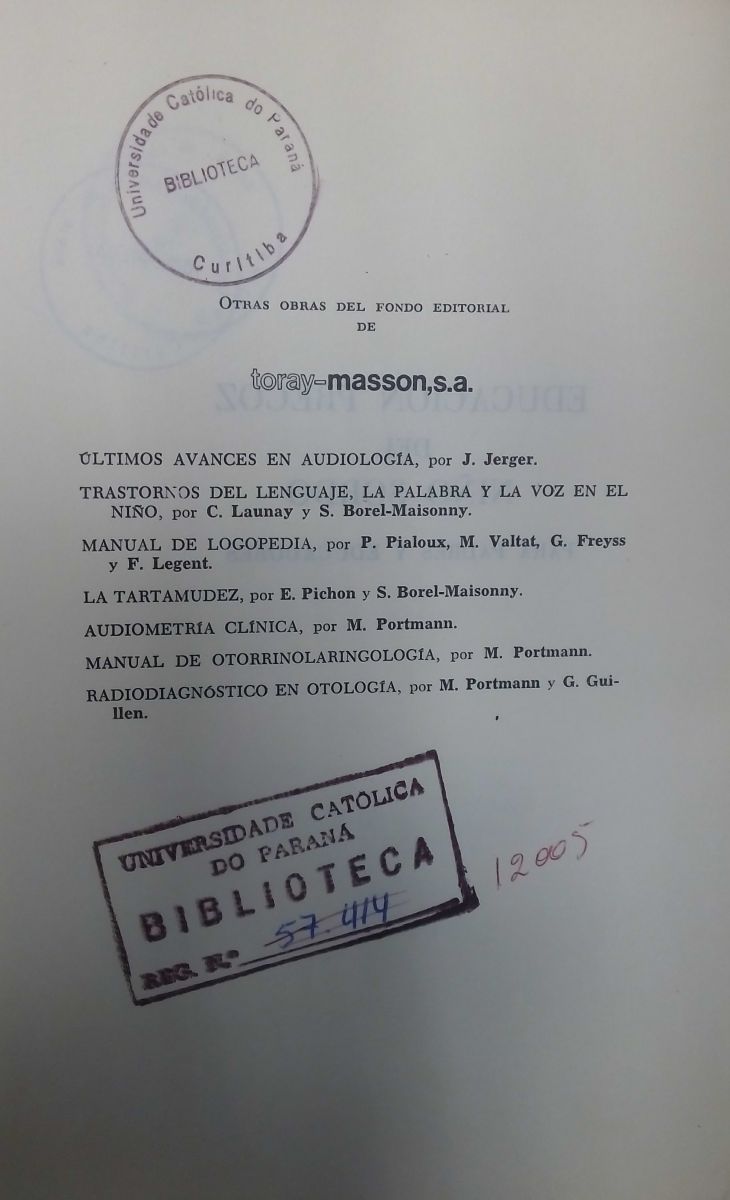 Universidade Católica do Paraná
BIBLIOTECA
Curitiba
OTRAS OBRAS DEL FONDO EDITORIAL
DE
toray-masson,s.a.
ÚLTIMOS AVANCES EN AUDIOLOGÍA, por J. Jerger.
TRASTORNOS DEL LENGUAJE, LA PALABRA Y LA VOZ EN EL
NIÑO, por C. Launay y S. Borel-Maisonny.
MANUAL DE LOGOPEDIA, por P. Pialoux, M. Valtat, G. Freyss
y F. Legent.
LA TARTAMUDEZ, por E. Pichon y S. Borel-Maisonny.
AUDIOMETRÍA CLÍNICA, por M. Portmann.
MANUAL DE OTORRINOLARINGOLOGÍA, por M. Portmann.
RADIODIAGNÓSTICO EN OTOLOGÍA, por M. Portmann y G. Gui-
llen.
UNIVERSIDADE CATÓLICA
DO PARANÁ
BIBLIOTECA
REG. N.º 57.414
12005
EDUCACION PRECOZ
DEL